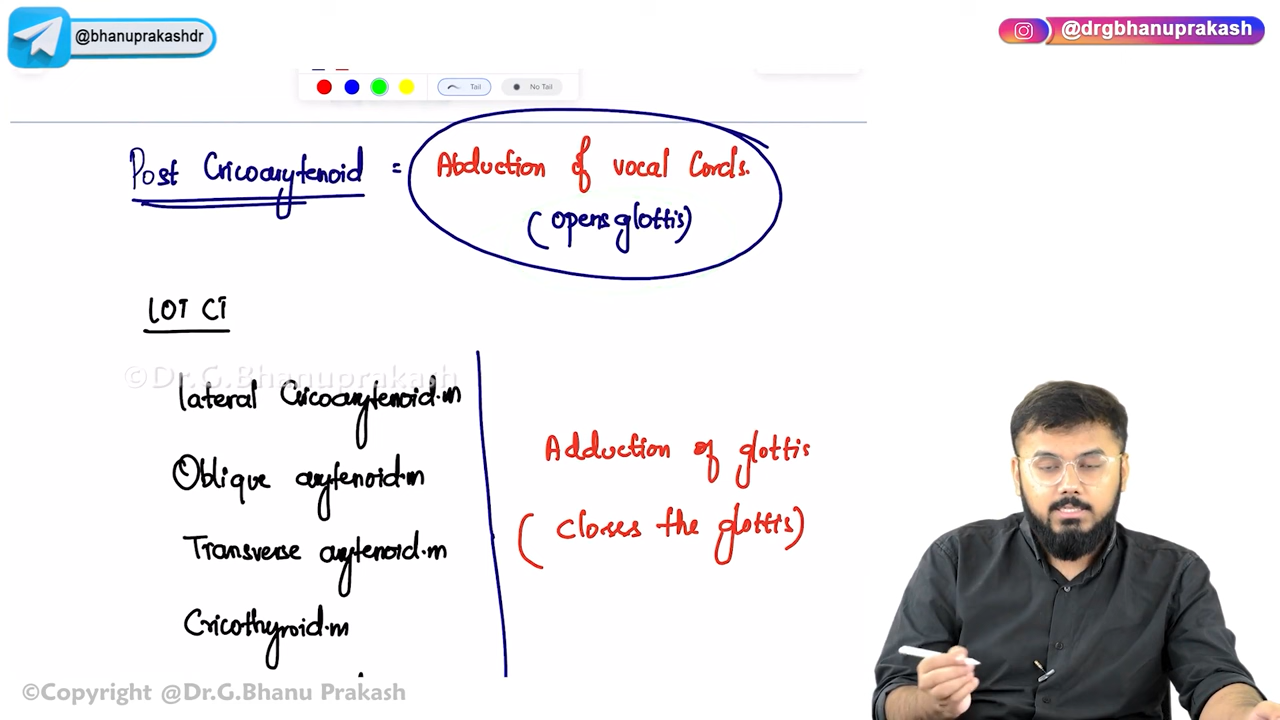 @bhanuprakashdr
@drgbhanuprakash
Tail
No Tail
Post Cricoarytenoid = Abduction of vocal Cords.
(opens glottis)
LOT CT
©Dr.G.Bhanuprakash
lateral Cricoarytenoid.m
Oblique arytenoid.m
Transverse arytenoid.m
Cricothyroid.m
Adduction of glottis
(closes the glottis)
©Copyright @Dr.G.Bhanu Prakash